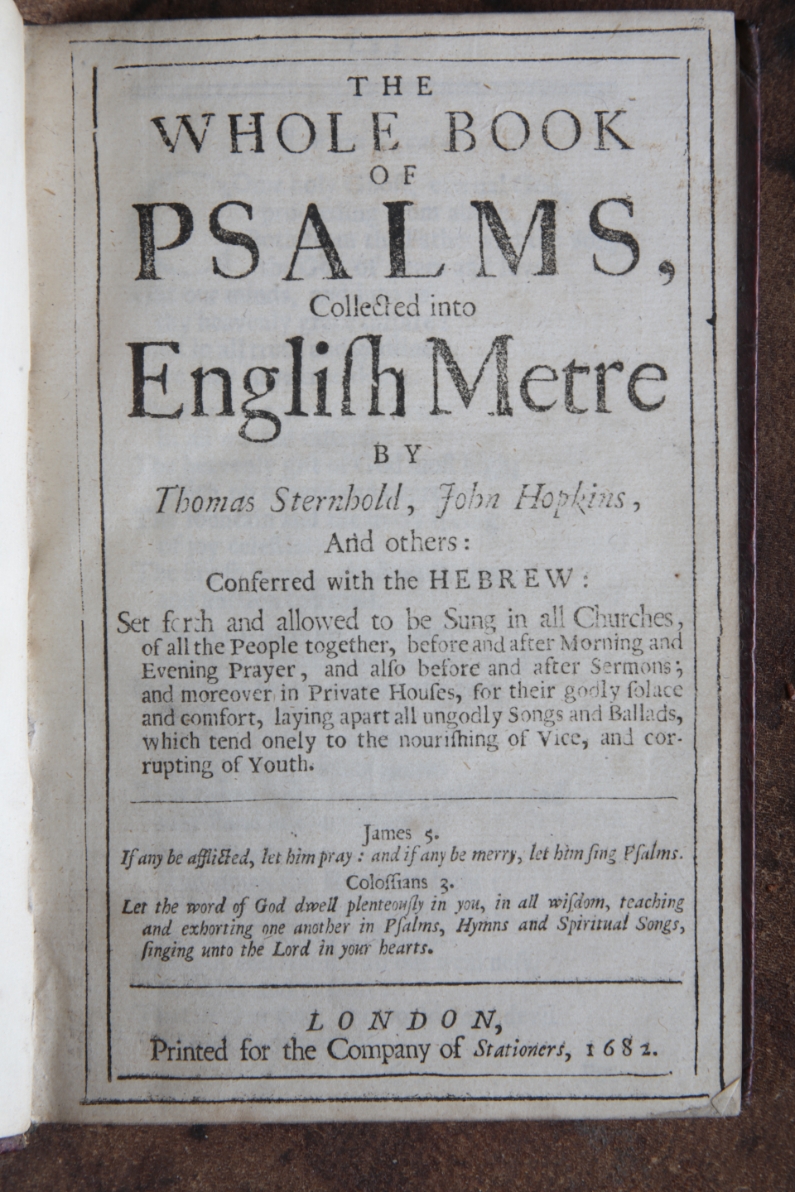 THE
WHOLE BOOK
OF
PSALMS,
Collected into
Engliſh Metre
BY
Thomas Sternhold, John Hopkins,
And others:
Conferred with the HEBREW:
Set forth and allowed to be Sung in all Churches,
of all the People together, before and after Morning and
Evening Prayer, and alſo before and after Sermons;
and moreover in Private Houſes, for their godly ſolace
and comfort, laying apart all ungodly Songs and Ballads,
which tend onely to the nouriſhing of Vice, and cor-
rupting of Youth.
James 5.
If any be afflicted, let him pray: and if any be merry, let him ſing Pſalms.
Coloſſians 3.
Let the word of God dwell plenteouſly in you, in all wiſdom, teaching
and exhorting one another in Pſalms, Hymns and Spiritual Songs,
ſinging unto the Lord in your hearts.
LONDON,
Printed for the Company of Stationers, 1682.